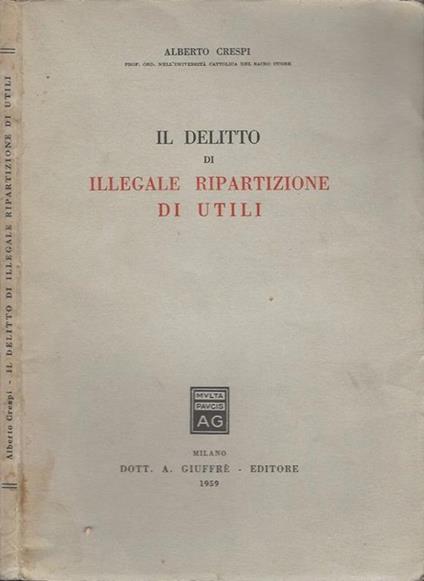 Alberto Crespi - IL DELITTO DI ILLEGALE RIPARTIZIONE DI UTILI
ALBERTO CRESPI
PROF. ORD. NELL'UNIVERSITÀ CATTOLICA DEL SACRO CUORE
IL DELITTO
DI
ILLEGALE RIPARTIZIONE
DI UTILI
MVLTA
PAVCIS
AG
MILANO
DOTT. A. GIUFFRÈ - EDITORE
1959